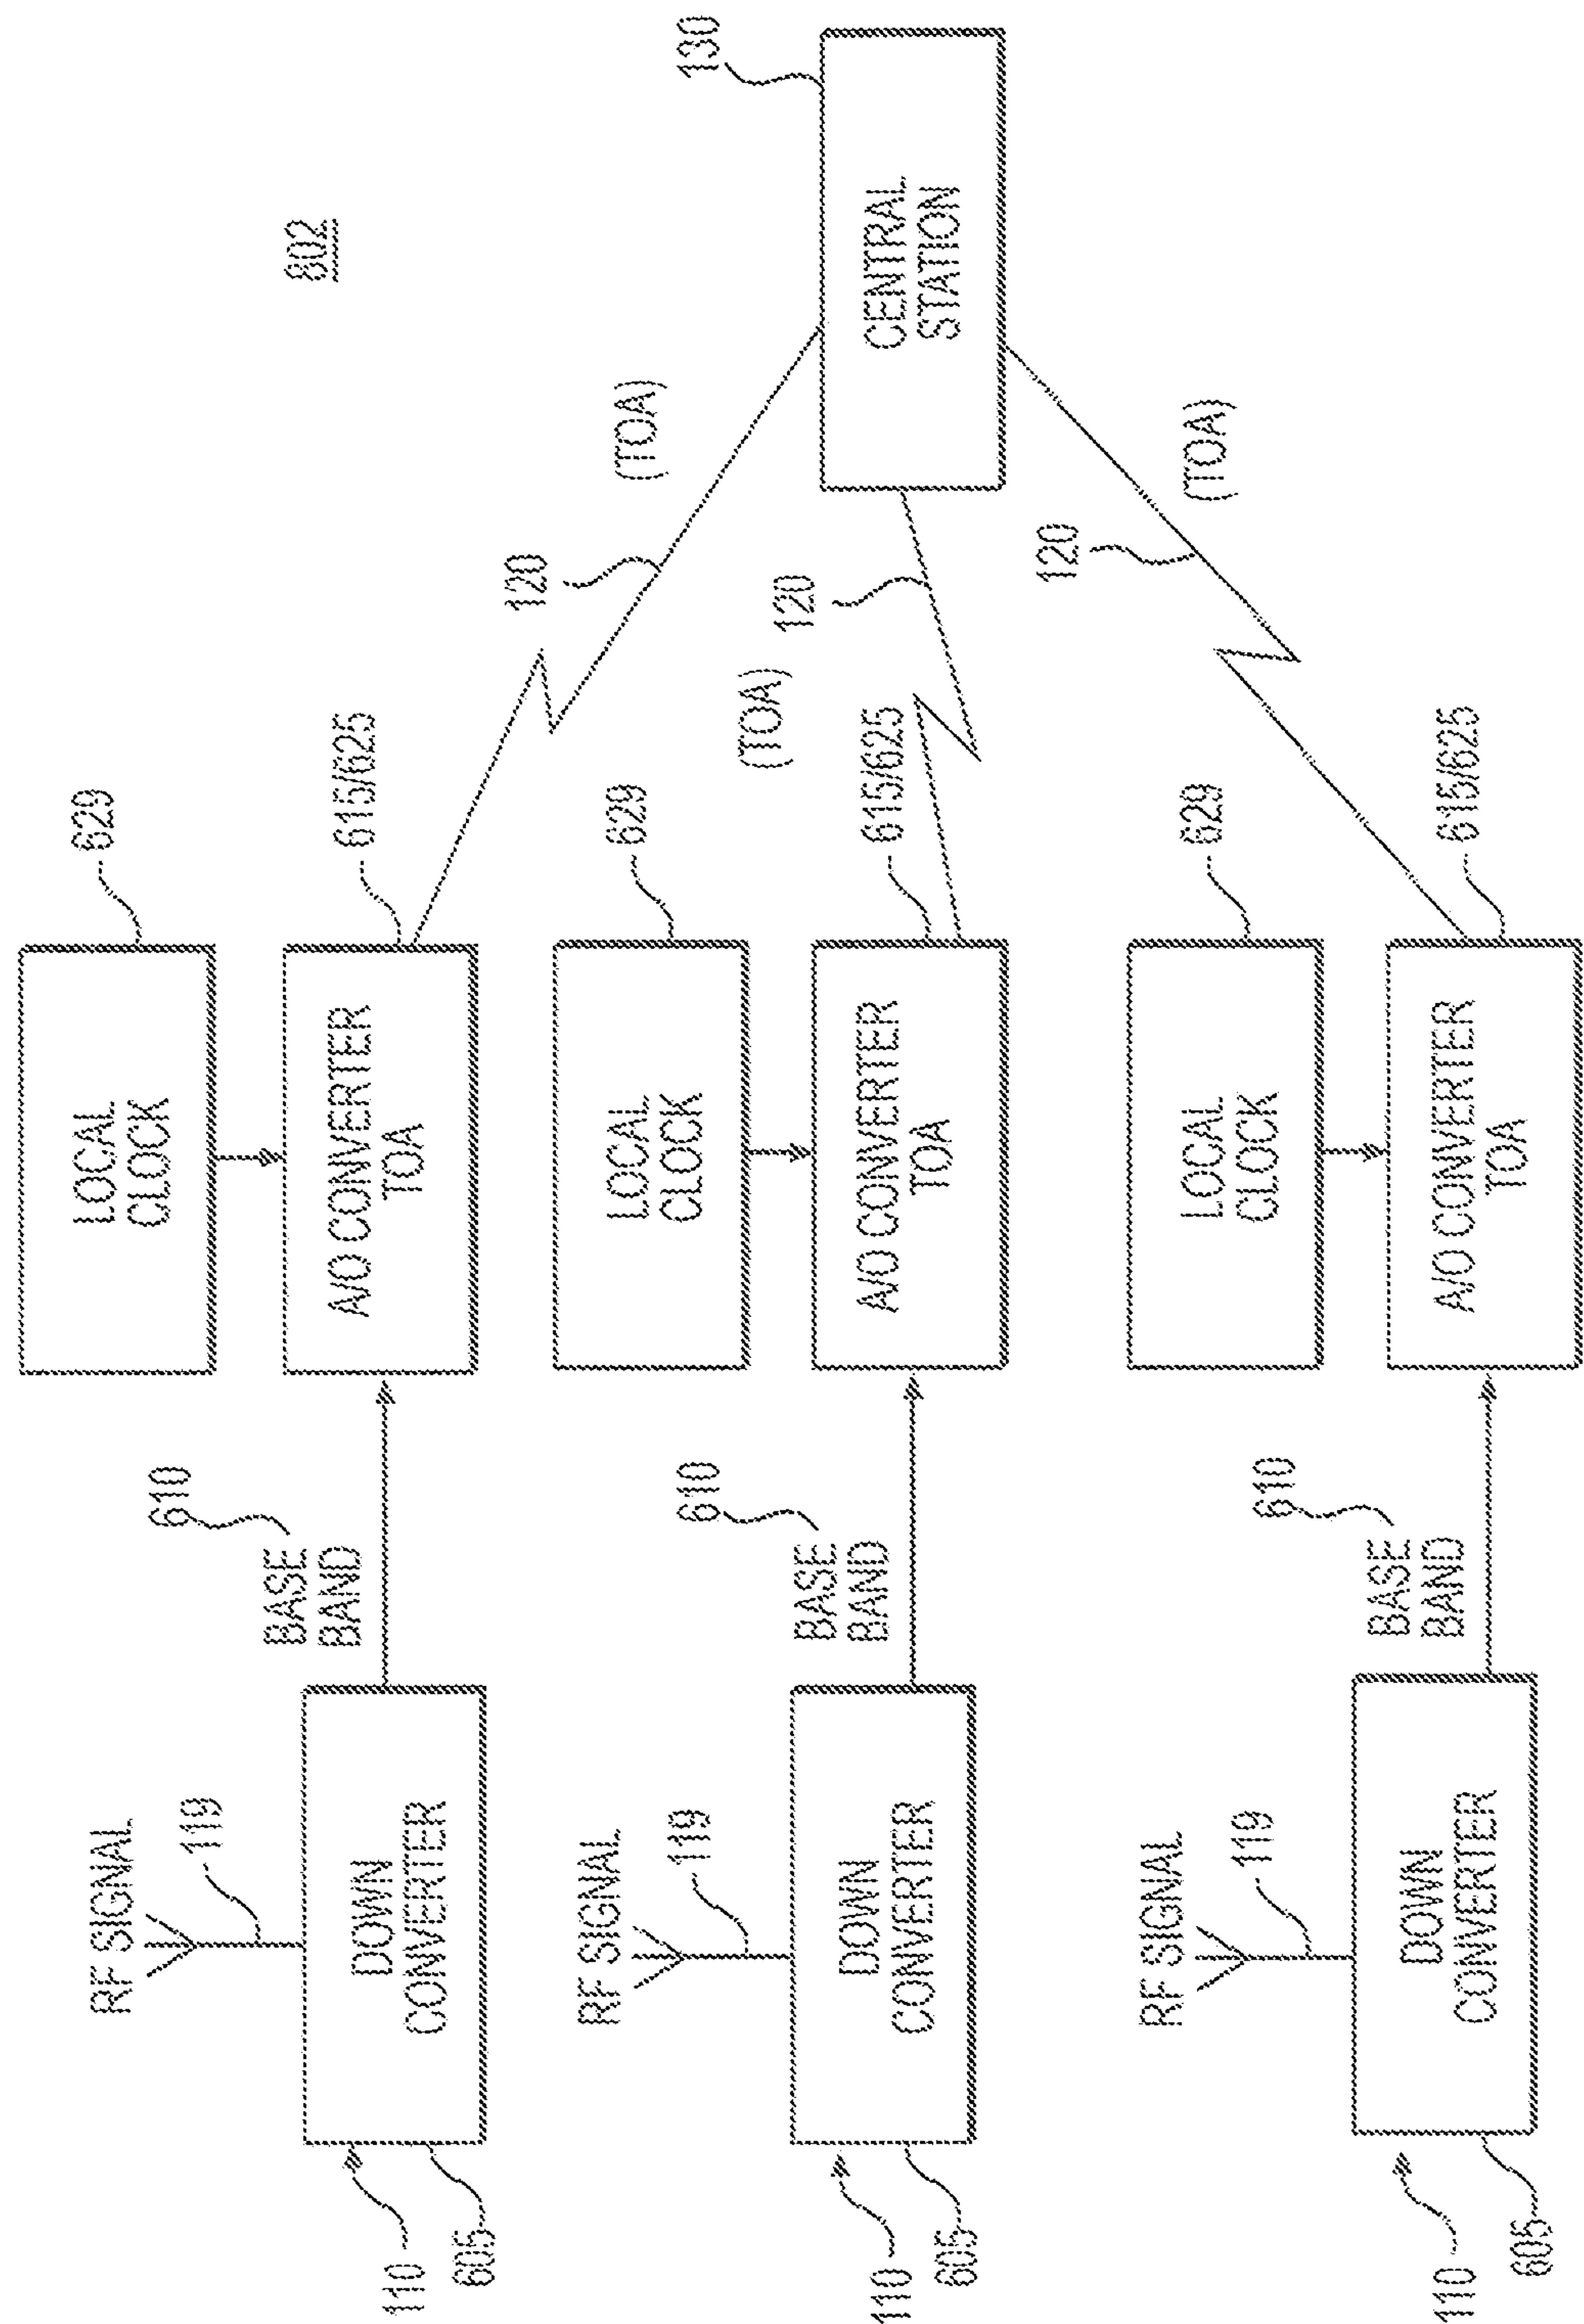 802
RF SIGNAL
119
DOWN
CONVERTER
110
605
BASE
BAND
610
LOCAL
CLOCK
629
A/O CONVERTER
TOA
615/625
120
(TOA)
RF SIGNAL
119
DOWN
CONVERTER
110
605
BASE
BAND
610
LOCAL
CLOCK
629
A/O CONVERTER
TOA
615/625
(TOA)
120
CENTRAL
STATION
130
RF SIGNAL
119
DOWN
CONVERTER
110
605
BASE
BAND
610
LOCAL
CLOCK
629
A/O CONVERTER
TOA
615/625
120
(TOA)